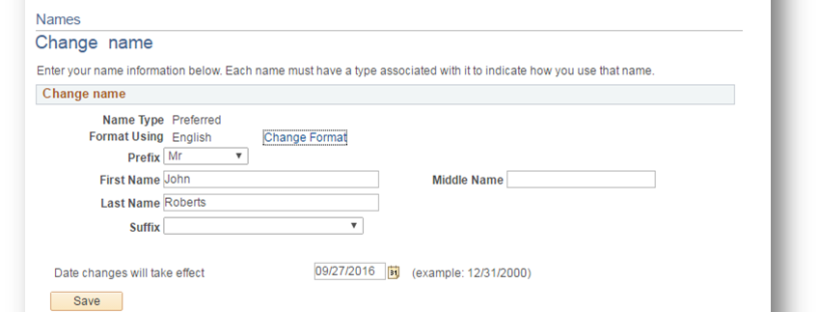 Names
Change name
Enter your name information below. Each name must have a type associated with it to indicate how you use that name.
Change name
Name Type Preferred
Format Using English Change Format
Prefix Mr
First Name John Middle Name
Last Name Roberts
Suffix
Date changes will take effect 09/27/2016 31 (example: 12/31/2000)
Save